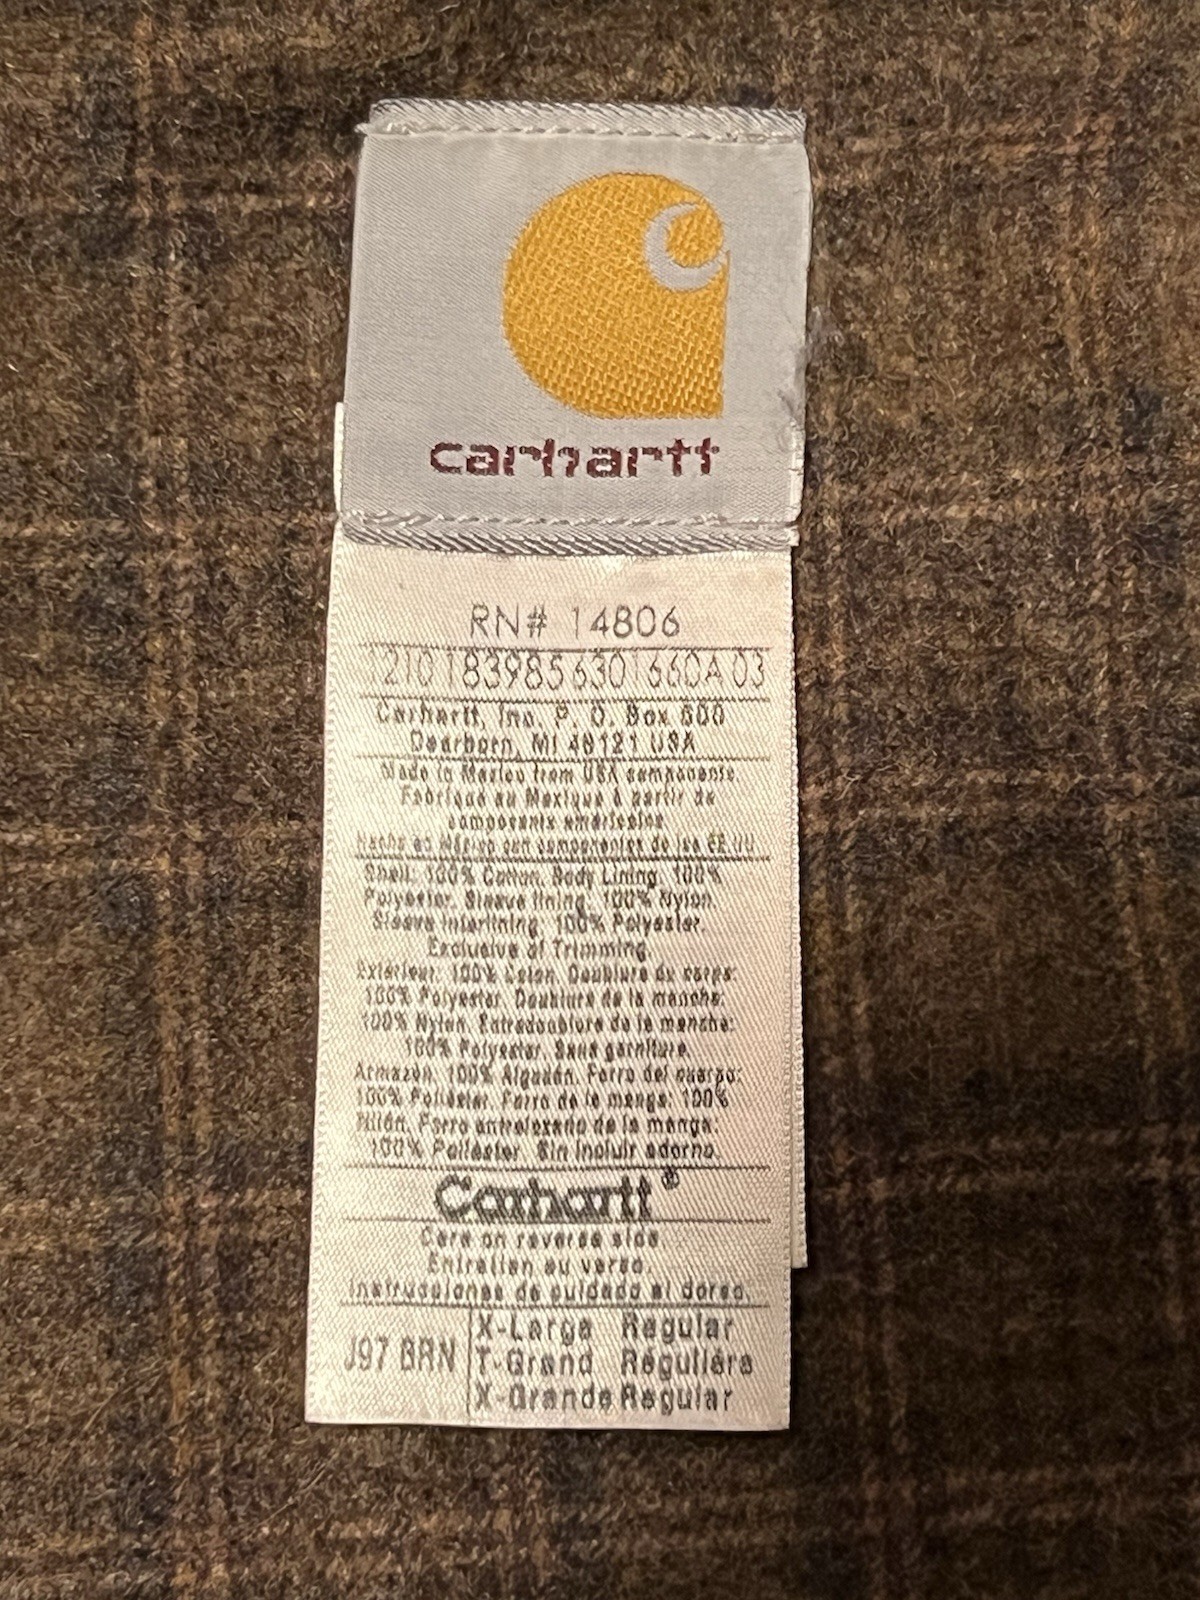 carhartt
RN# 14806
12101839856301660A 03
Carhartt, Inc. P. O. Box 600
Dearborn, MI 48121 USA
Made in Mexico from USA components.
Fabriqué au Mexique à partir de
composants américains
Hecho en México con componentes de los EE.UU
Shell: 100% Cotton. Body Lining: 100%
Polyester. Sleeve lining: 100% Nylon.
Sleeve Interlining: 100% Polyester.
Exclusive of Trimming.
Extérieur: 100% Coton. Doublure du corps:
100% Polyester. Doublure de la manche:
100% Nylon. Entredoublure de la manche:
100% Polyester. Sans garniture.
Armazón: 100% Algodón. Forro del cuerpo:
100% Poliéster. Forro de la manga: 100%
Nilón. Forro entrelazado de la manga:
100% Poliéster. Sin incluir adorno.
Carhartt®
Care on reverse side.
Entretien au verso.
Instrucciones de cuidado al dorso.
J97 BRN
X-Large Regular
T-Grand Régulière
X-Grande Regular